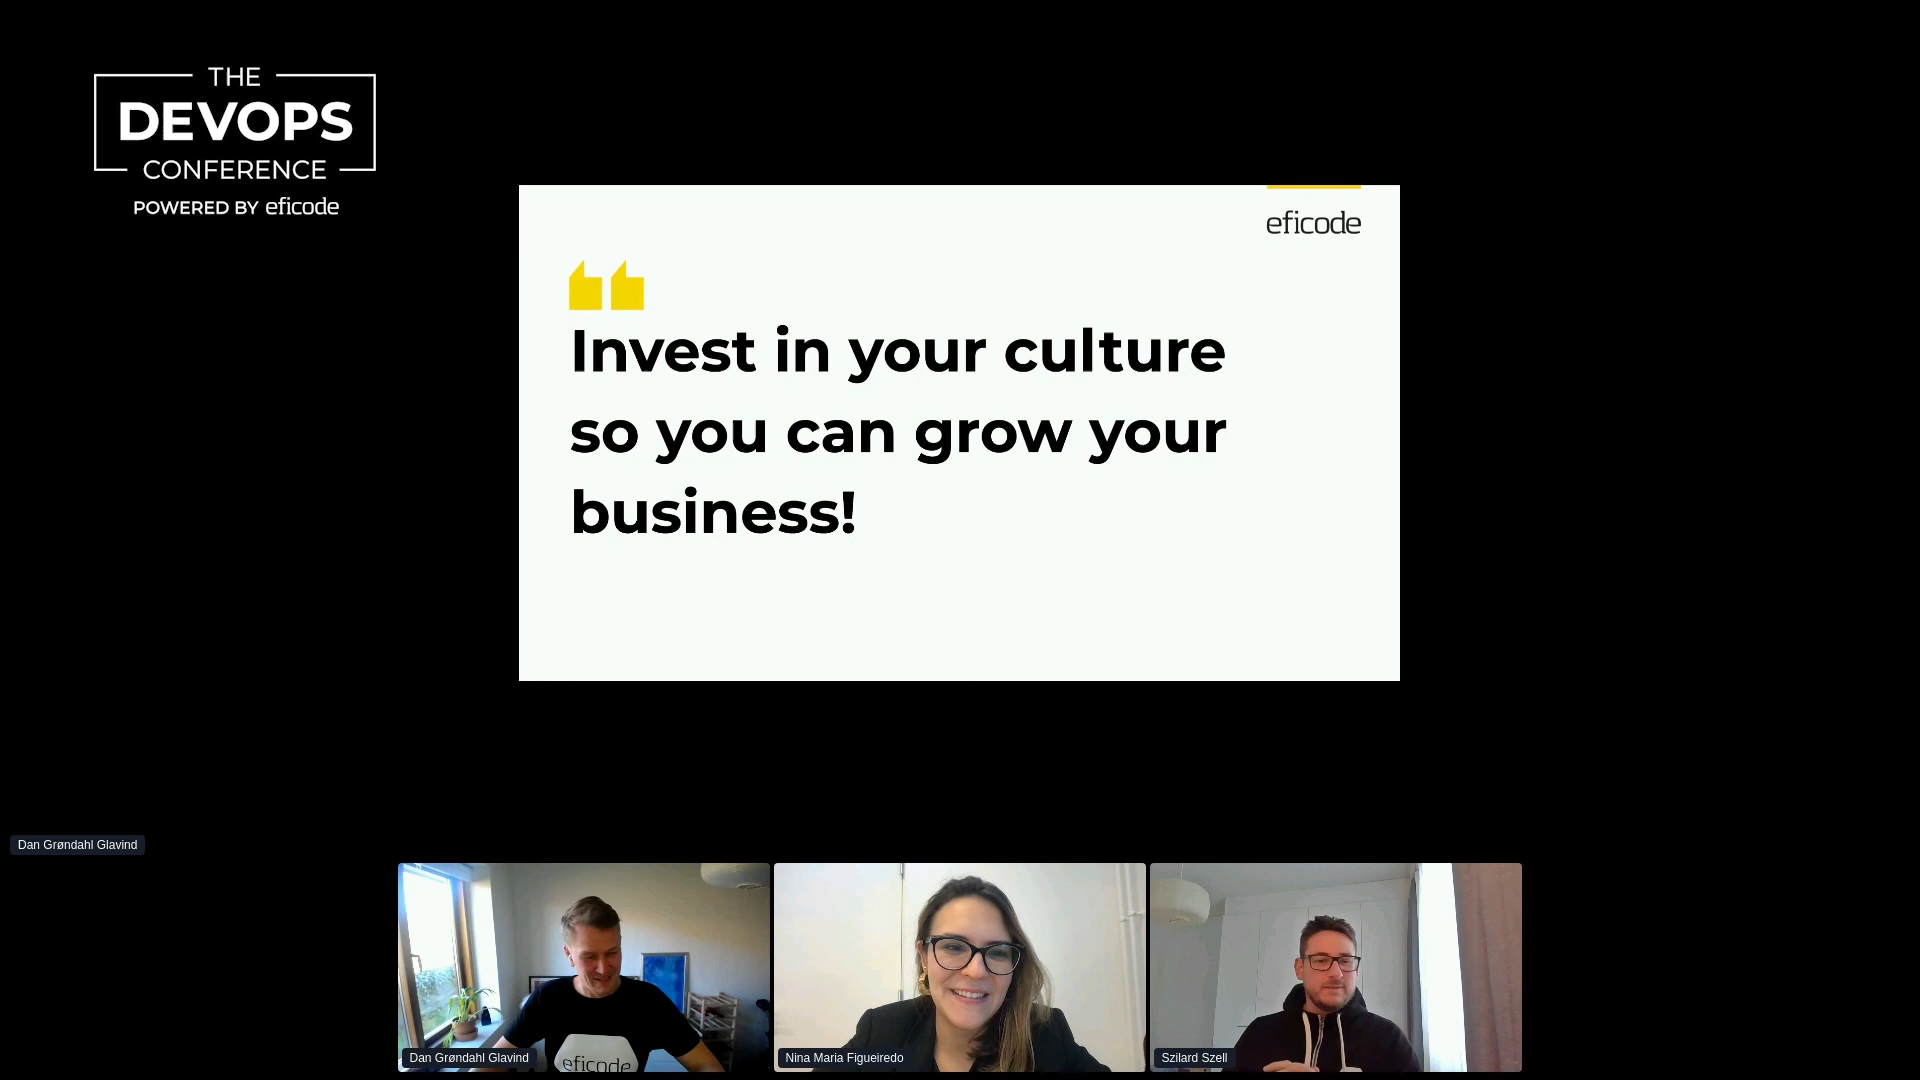 THE
DEVOPS
CONFERENCE
POWERED BY eficode
eficode
Invest in your culture
so you can grow your
business!
Dan Grøndahl Glavind
eficode
Dan Grøndahl Glavind
Nina Maria Figueiredo
Szilard Szell